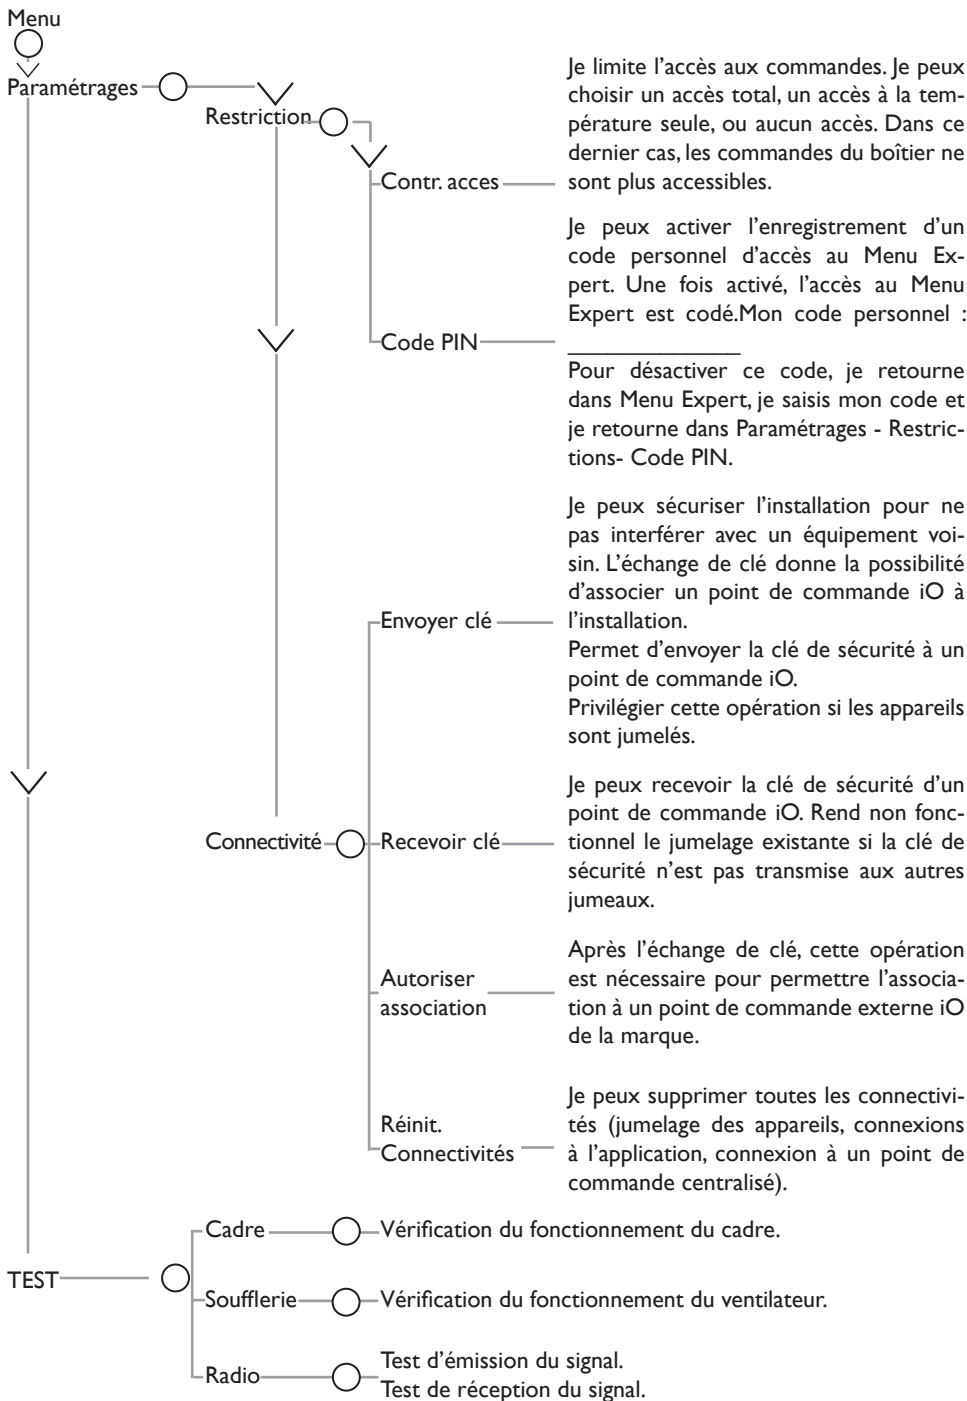 Menu
Paramétrages
Restriction
Contr. acces
Je limite l’accès aux commandes. Je peux
choisir un accès total, un accès à la tem-
pérature seule, ou aucun accès. Dans ce
dernier cas, les commandes du boîtier ne
sont plus accessibles.
Code PIN
Je peux activer l’enregistrement d’un
code personnel d’accès au Menu Ex-
pert. Une fois activé, l’accès au Menu
Expert est codé.Mon code personnel :
______________
Pour désactiver ce code, je retourne
dans Menu Expert, je saisis mon code et
je retourne dans Paramétrages - Restric-
tions- Code PIN.
Connectivité
Envoyer clé
Je peux sécuriser l’installation pour ne
pas interférer avec un équipement voi-
sin. L’échange de clé donne la possibilité
d’associer un point de commande iO à
l’installation.
Permet d’envoyer la clé de sécurité à un
point de commande iO.
Privilégier cette opération si les appareils
sont jumelés.
Recevoir clé
Je peux recevoir la clé de sécurité d’un
point de commande iO. Rend non fonc-
tionnel le jumelage existante si la clé de
sécurité n’est pas transmise aux autres
jumeaux.
Autoriser
association
Après l’échange de clé, cette opération
est nécessaire pour permettre l’associa-
tion à un point de commande externe iO
de la marque.
Réinit.
Connectivités
Je peux supprimer toutes les connectivi-
tés (jumelage des appareils, connexions
à l’application, connexion à un point de
commande centralisé).
TEST
Cadre
Vérification du fonctionnement du cadre.
Soufflerie
Vérification du fonctionnement du ventilateur.
Radio
Test d’émission du signal.
Test de réception du signal.